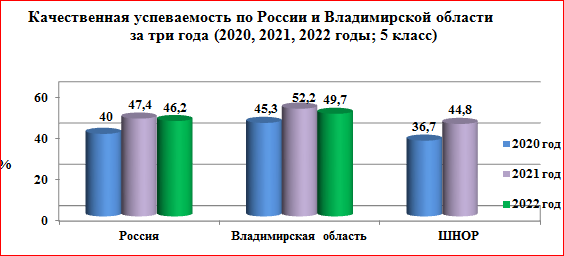 Качественная успеваемость по России и Владимирской области
за три года (2020, 2021, 2022 годы; 5 класс)
60
40
20
0
%
40
47,4
46,2
45,3
52,2
49,7
36,7
44,8
2020 год
2021 год
2022 год
Россия
Владимирская область
ШНОР